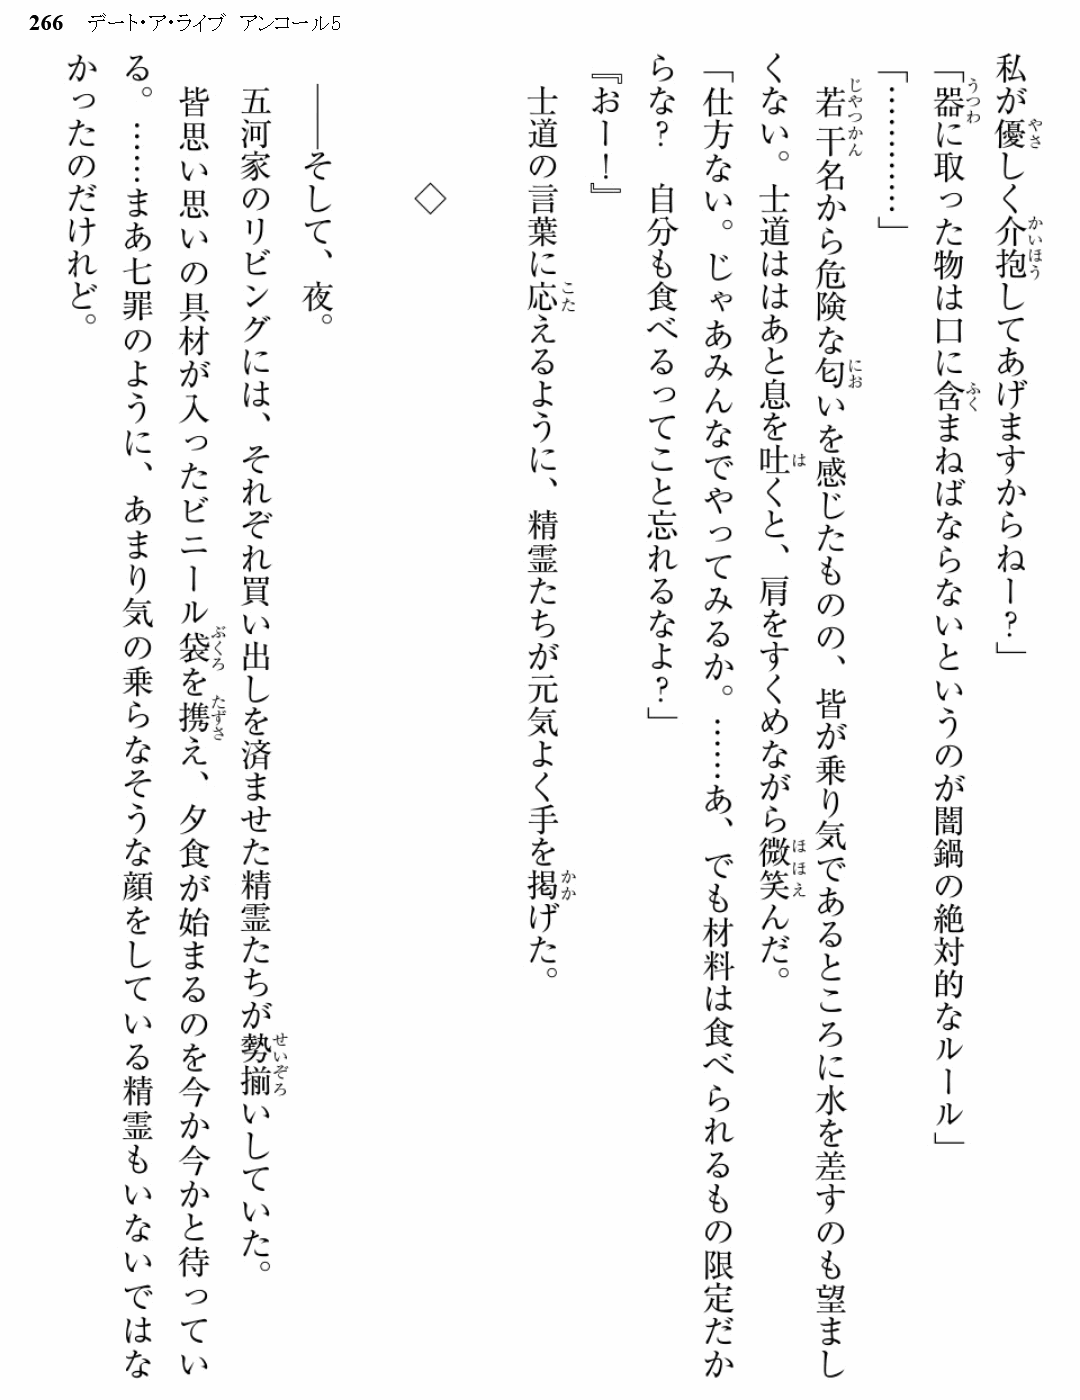 266 デート・ア・ライブ アンコール5
私が優しく介抱してあげますからねー?」
「器に取った物は口に含まねばならないというのが闇鍋の絶対的なルール」
「…………」
若干名から危険な匂いを感じたものの、皆が乗り気であるところに水を差すのも望まし
くない。士道ははあと息を吐くと、肩をすくめながら微笑んだ。
「仕方ない。じゃあみんなでやってみるか。……あ、でも材料は食べられるもの限定だか
らな? 自分も食べるってこと忘れるなよ?」
『おー!』
士道の言葉に応えるように、精霊たちが元気よく手を掲げた。
◇
――そして、夜。
五河家のリビングには、それぞれ買い出しを済ませた精霊たちが勢揃いしていた。
皆思い思いの具材が入ったビニール袋を携え、夕食が始まるのを今か今かと待ってい
る。……まあ七罪のように、あまり気の乗らなそうな顔をしている精霊もいないではな
かったのだけれど。